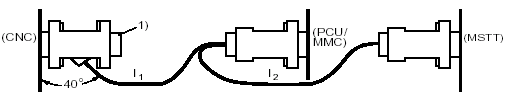 1)
(CNC)
(PCU/
MMC)
(MSTT)
40°
l1
l2